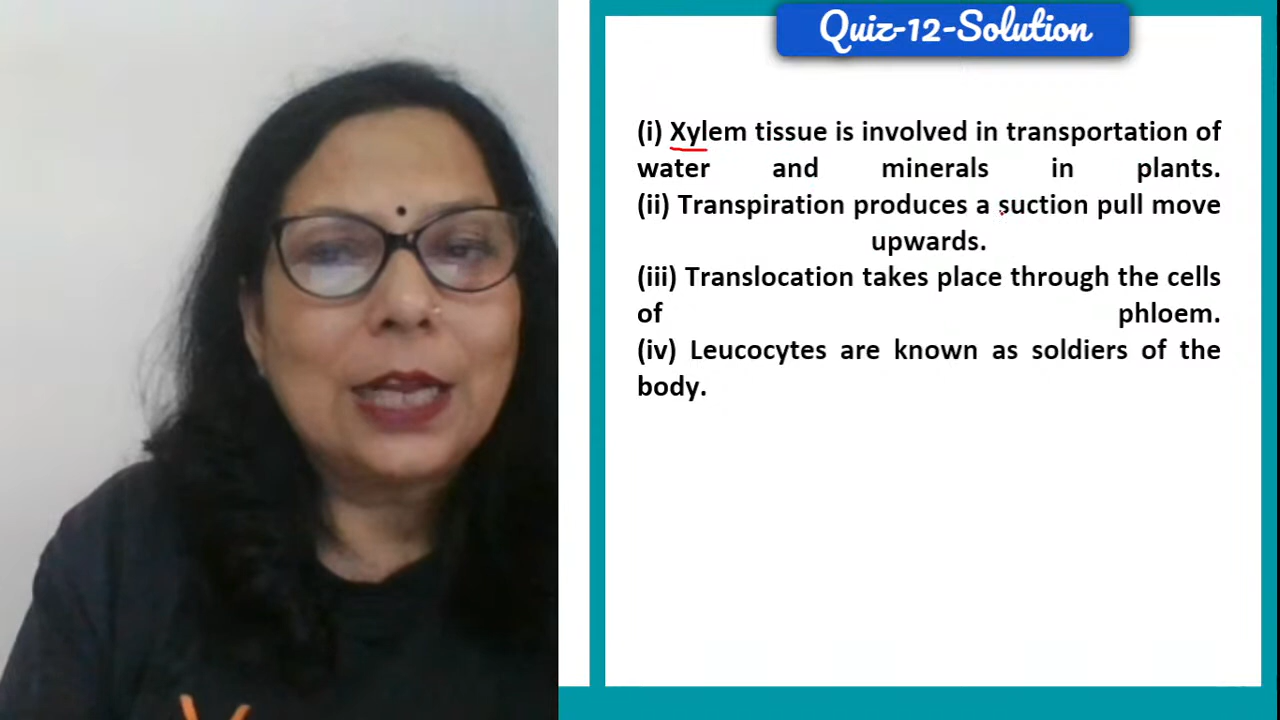 Quiz-12-Solution
(i) Xylem tissue is involved in transportation of
water and minerals in plants.
(ii) Transpiration produces a suction pull move
upwards.
(iii) Translocation takes place through the cells
of phloem.
(iv) Leucocytes are known as soldiers of the
body.